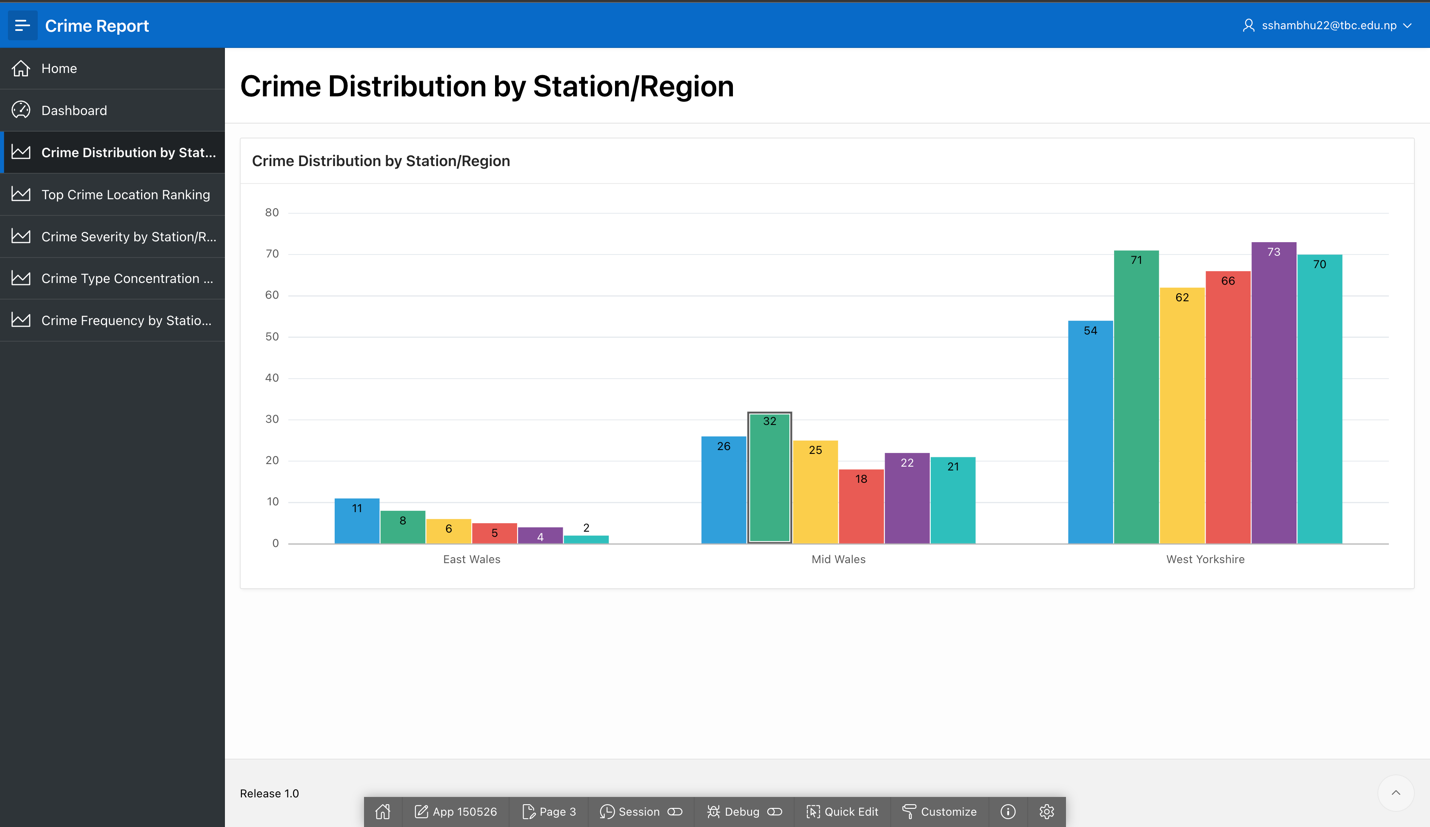 Crime Report
sshambhu22@tbc.edu.np
Home
Dashboard
Crime Distribution by Stat...
Top Crime Location Ranking
Crime Severity by Station/R...
Crime Type Concentration ...
Crime Frequency by Statio...
Crime Distribution by Station/Region
Crime Distribution by Station/Region
80
70
60
50
40
30
20
10
0
11
8
6
5
4
2
26
32
25
18
22
21
54
71
62
66
73
70
East Wales
Mid Wales
West Yorkshire
Release 1.0
App 150526
Page 3
Session
Debug
Quick Edit
Customize